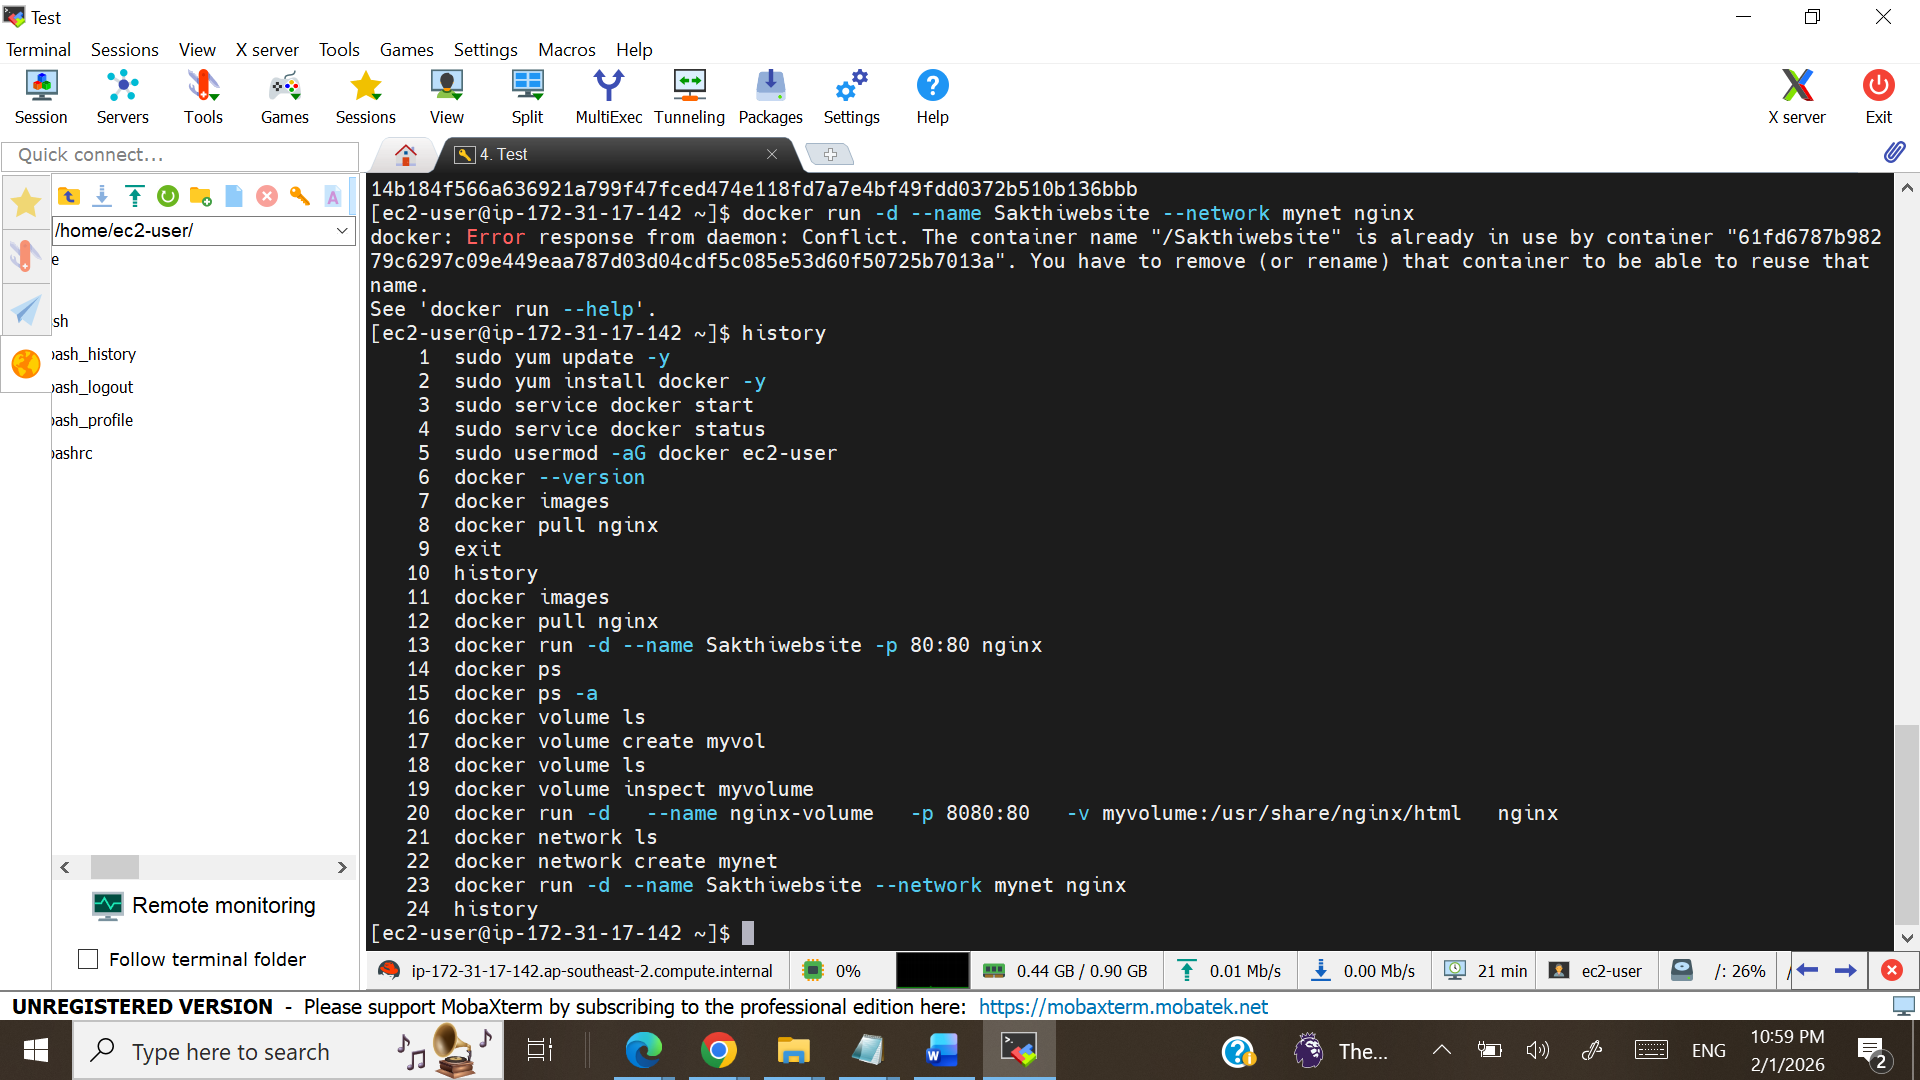 Test
Terminal Sessions View X server Tools Games Settings Macros Help
Session Servers Tools Games Sessions View Split MultiExec Tunneling Packages Settings Help X server Exit
Quick connect...
4. Test
/home/ec2-user/
e
sh
bash_history
bash_logout
bash_profile
bashrc
14b184f566a636921a799f47fced474e118fd7a7e4bf49fdd0372b510b136bbb
[ec2-user@ip-172-31-17-142 ~]$ docker run -d --name Sakthiwebsite --network mynet nginx
docker: Error response from daemon: Conflict. The container name "/Sakthiwebsite" is already in use by container "61fd6787b982
79c6297c09e449eaa787d03d04cdf5c085e53d60f50725b7013a". You have to remove (or rename) that container to be able to reuse that
name.
See 'docker run --help'.
[ec2-user@ip-172-31-17-142 ~]$ history
1 sudo yum update -y
2 sudo yum install docker -y
3 sudo service docker start
4 sudo service docker status
5 sudo usermod -aG docker ec2-user
6 docker --version
7 docker images
8 docker pull nginx
9 exit
10 history
11 docker images
12 docker pull nginx
13 docker run -d --name Sakthiwebsite -p 80:80 nginx
14 docker ps
15 docker ps -a
16 docker volume ls
17 docker volume create myvol
18 docker volume ls
19 docker volume inspect myvolume
20 docker run -d --name nginx-volume -p 8080:80 -v myvolume:/usr/share/nginx/html nginx
21 docker network ls
22 docker network create mynet
23 docker run -d --name Sakthiwebsite --network mynet nginx
24 history
[ec2-user@ip-172-31-17-142 ~]$
Remote monitoring
Follow terminal folder
ip-172-31-17-142.ap-southeast-2.compute.internal 0% 0.44 GB / 0.90 GB 0.01 Mb/s 0.00 Mb/s 21 min ec2-user /: 26% /
UNREGISTERED VERSION - Please support MobaXterm by subscribing to the professional edition here: https://mobaxterm.mobatek.net
Type here to search
The...
ENG
10:59 PM
2/1/2026
2